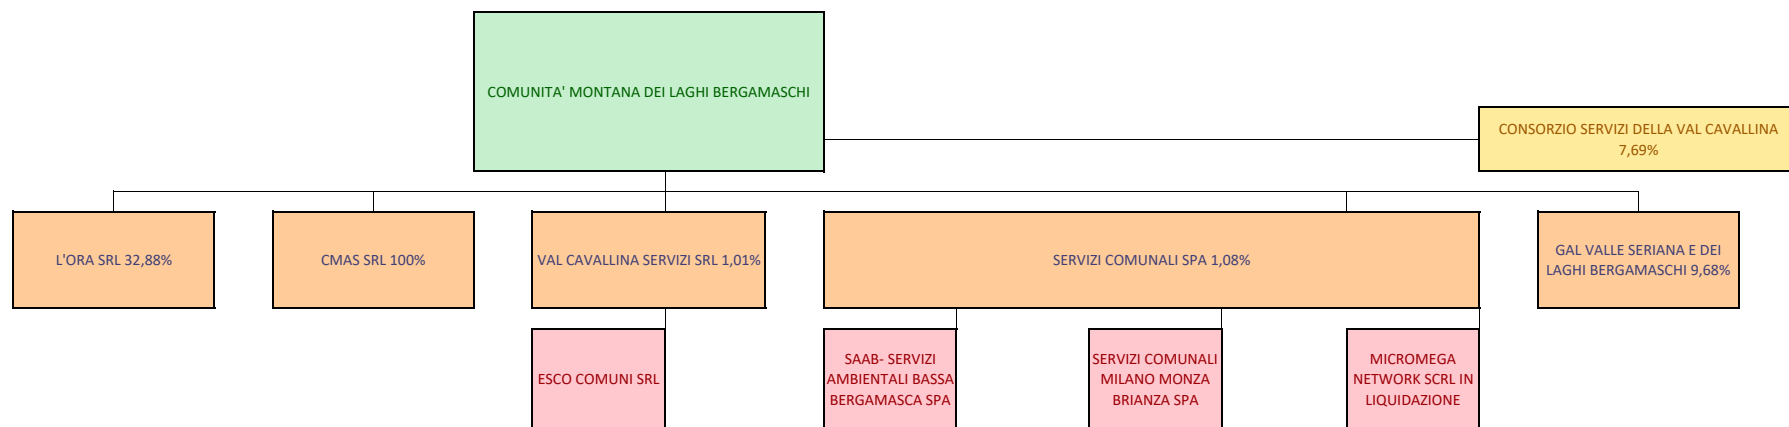 COMUNITA' MONTANA DEI LAGHI BERGAMASCHI
CONSORZIO SERVIZI DELLA VAL CAVALLINA
7,69%
L'ORA SRL 32,88%
CMAS SRL 100%
VAL CAVALLINA SERVIZI SRL 1,01%
SERVIZI COMUNALI SPA 1,08%
GAL VALLE SERIANA E DEI
LAGHI BERGAMASCHI 9,68%
ESCO COMUNI SRL
SAAB- SERVIZI
AMBIENTALI BASSA
BERGAMASCA SPA
SERVIZI COMUNALI
MILANO MONZA
BRIANZA SPA
MICROMEGA
NETWORK SCRL IN
LIQUIDAZIONE